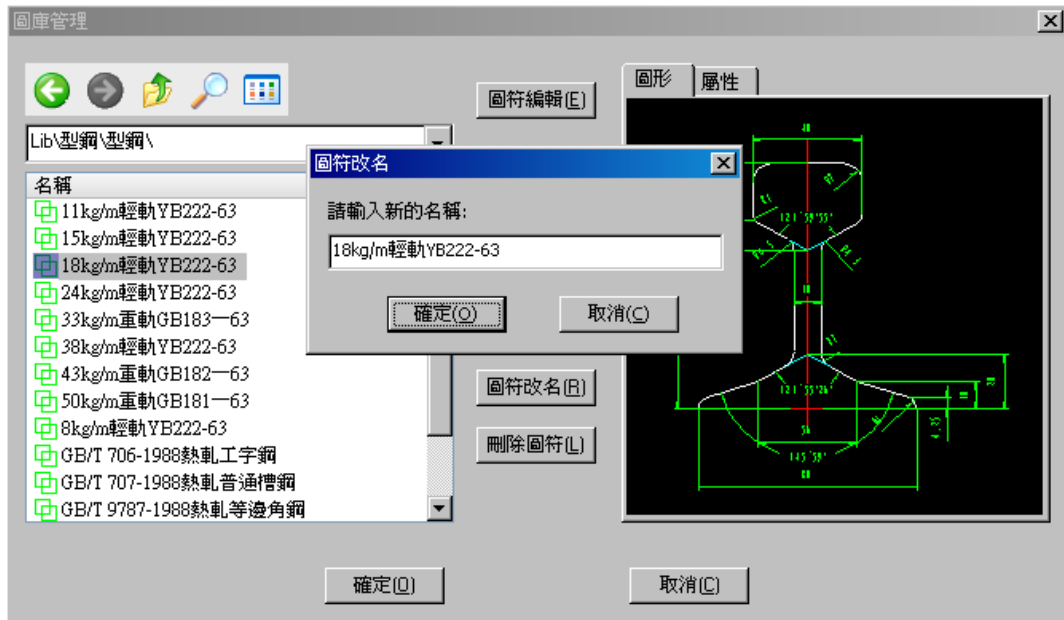 圖庫管理
圖符編輯(E)
圖形
屬性
Lib\型鋼\型鋼\
名稱
11kg/m輕軌YB222-63
15kg/m輕軌YB222-63
18kg/m輕軌YB222-63
24kg/m輕軌YB222-63
33kg/m重軌GB183—63
38kg/m輕軌YB222-63
43kg/m重軌GB182—63
50kg/m重軌GB181—63
8kg/m輕軌YB222-63
GB/T 706-1988熱軋工字鋼
GB/T 707-1988熱軋普通槽鋼
GB/T 9787-1988熱軋等邊角鋼
圖符改名
請輸入新的名稱:
18kg/m輕軌YB222-63
確定(O)
取消(C)
圖符改名(R)
刪除圖符(L)
40
10
確定(O)
取消(C)